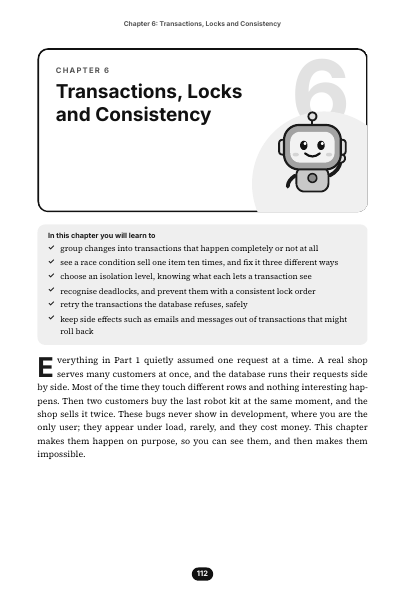 Chapter 6: Transactions, Locks and Consistency
CHAPTER 6
6
Transactions, Locks
and Consistency
In this chapter you will learn to
✓ group changes into transactions that happen completely or not at all
✓ see a race condition sell one item ten times, and fix it three different ways
✓ choose an isolation level, knowing what each lets a transaction see
✓ recognise deadlocks, and prevent them with a consistent lock order
✓ retry the transactions the database refuses, safely
✓ keep side effects such as emails and messages out of transactions that might
roll back
Everything in Part 1 quietly assumed one request at a time. A real shop
serves many customers at once, and the database runs their requests side
by side. Most of the time they touch different rows and nothing interesting hap-
pens. Then two customers buy the last robot kit at the same moment, and the
shop sells it twice. These bugs never show in development, where you are the
only user; they appear under load, rarely, and they cost money. This chapter
makes them happen on purpose, so you can see them, and then makes them
impossible.
112